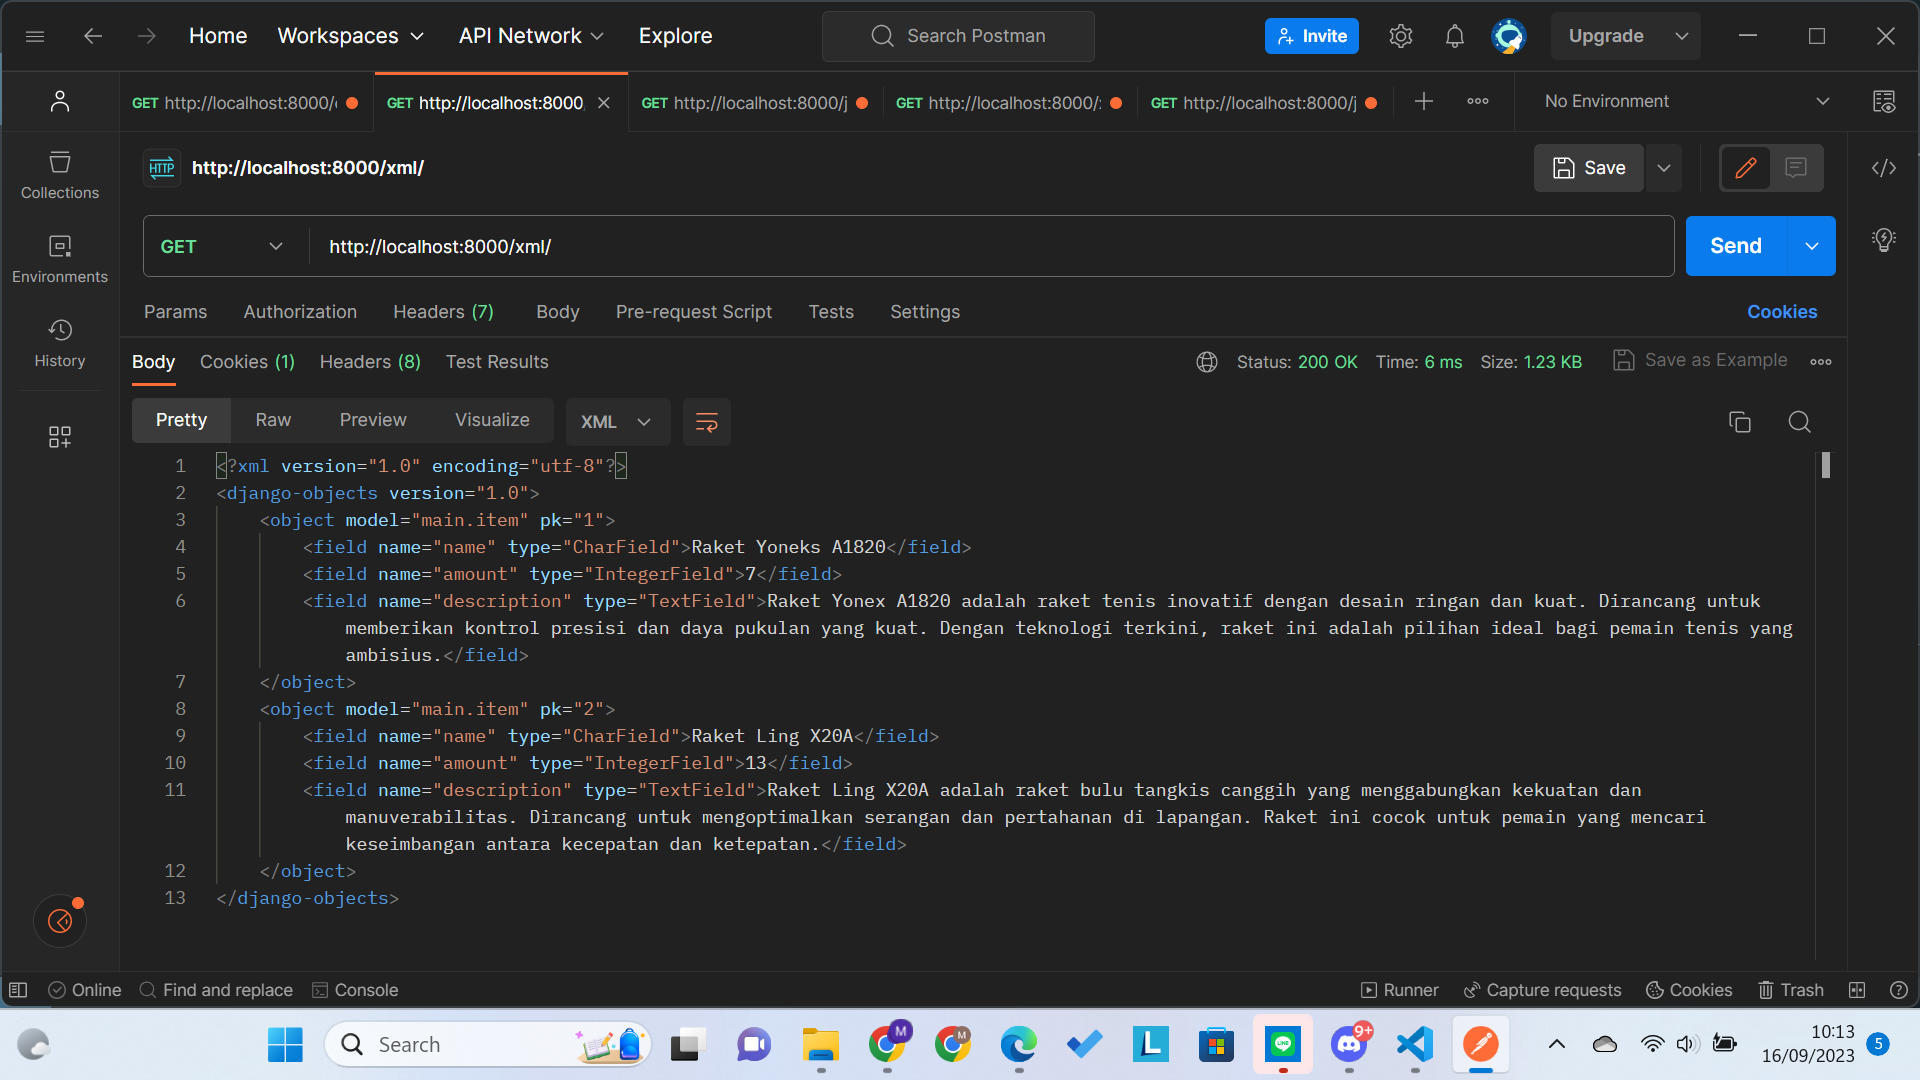 Home Workspaces API Network Explore Search Postman Invite Upgrade
GET http://localhost:8000/ GET http://localhost:8000 GET http://localhost:8000/j GET http://localhost:8000/: GET http://localhost:8000/j No Environment
HTTP http://localhost:8000/xml/ Save
Collections
Environments
History
GET http://localhost:8000/xml/ Send
Params Authorization Headers (7) Body Pre-request Script Tests Settings Cookies
Body Cookies (1) Headers (8) Test Results Status: 200 OK Time: 6 ms Size: 1.23 KB Save as Example
Pretty Raw Preview Visualize XML
1 <?xml version="1.0" encoding="utf-8"?>
2 <django-objects version="1.0">
3 <object model="main.item" pk="1">
4 <field name="name" type="CharField">Raket Yoneks A1820</field>
5 <field name="amount" type="IntegerField">7</field>
6 <field name="description" type="TextField">Raket Yonex A1820 adalah raket tenis inovatif dengan desain ringan dan kuat. Dirancang untuk
memberikan kontrol presisi dan daya pukulan yang kuat. Dengan teknologi terkini, raket ini adalah pilihan ideal bagi pemain tenis yang
ambisius.</field>
7 </object>
8 <object model="main.item" pk="2">
9 <field name="name" type="CharField">Raket Ling X20A</field>
10 <field name="amount" type="IntegerField">13</field>
11 <field name="description" type="TextField">Raket Ling X20A adalah raket bulu tangkis canggih yang menggabungkan kekuatan dan
manuverabilitas. Dirancang untuk mengoptimalkan serangan dan pertahanan di lapangan. Raket ini cocok untuk pemain yang mencari
keseimbangan antara kecepatan dan ketepatan.</field>
12 </object>
13 </django-objects>
Online Find and replace Console Runner Capture requests Cookies Trash
Search M M L LINE 9+ 10:13
16/09/2023 5